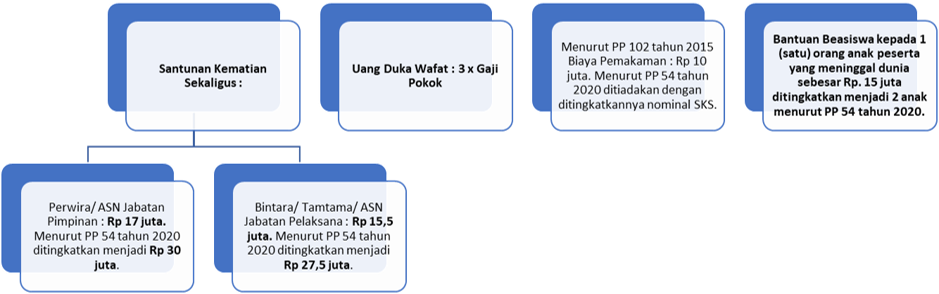 Santunan Kematian
Sekaligus :
Uang Duka Wafat : 3 x Gaji
Pokok
Menurut PP 102 tahun 2015
Biaya Pemakaman : Rp 10
juta. Menurut PP 54 tahun
2020 ditiadakan dengan
ditingkatkannya nominal SKS.
Bantuan Beasiswa kepada 1
(satu) orang anak peserta
yang meninggal dunia
sebesar Rp. 15 juta
ditingkatkan menjadi 2 anak
menurut PP 54 tahun 2020.
Perwira/ ASN Jabatan
Pimpinan : Rp 17 juta.
Menurut PP 54 tahun 2020
ditingkatkan menjadi Rp 30
juta.
Bintara/ Tamtama/ ASN
Jabatan Pelaksana : Rp 15,5
juta. Menurut PP 54 tahun
2020 ditingkatkan menjadi
Rp 27,5 juta.